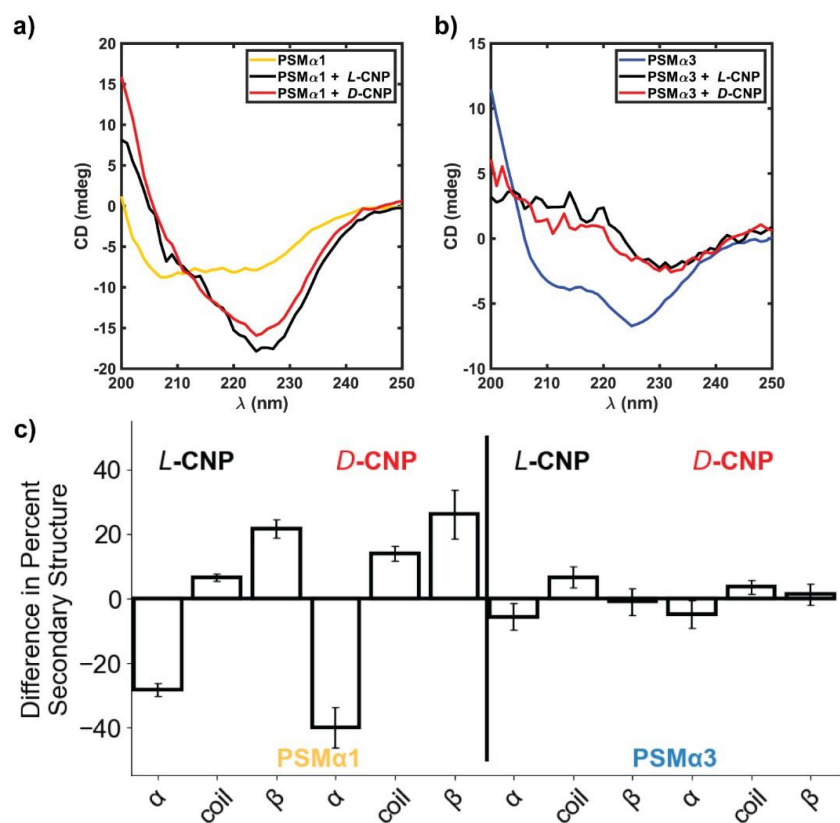 a)
20
15
10
5
0
-5
-10
-15
-20
CD (mdeg)
200
210
220
230
240
250
λ (nm)
PSMα1
PSMα1 + L-CNP
PSMα1 + D-CNP
b)
15
10
5
0
-5
-10
CD (mdeg)
200
210
220
230
240
250
λ (nm)
PSMα3
PSMα3 + L-CNP
PSMα3 + D-CNP
c)
Difference in Percent
Secondary Structure
40
20
0
−20
−40
L-CNP
D-CNP
L-CNP
D-CNP
PSMα1
PSMα3
α
coil
β
α
coil
β
α
coil
β
α
coil
β